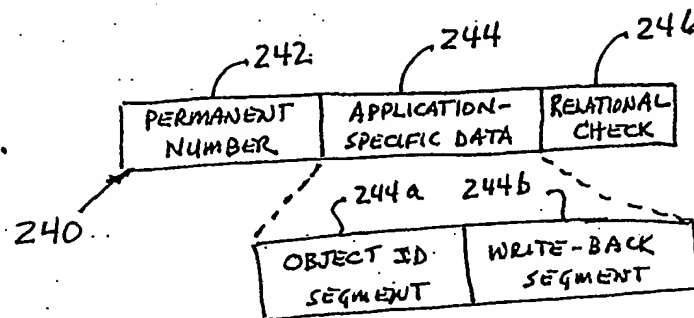 242
244
246
PERMANENT NUMBER
APPLICATION-SPECIFIC DATA
RELATIONAL CHECK
240
244a
244b
OBJECT ID SEGMENT
WRITE-BACK SEGMENT